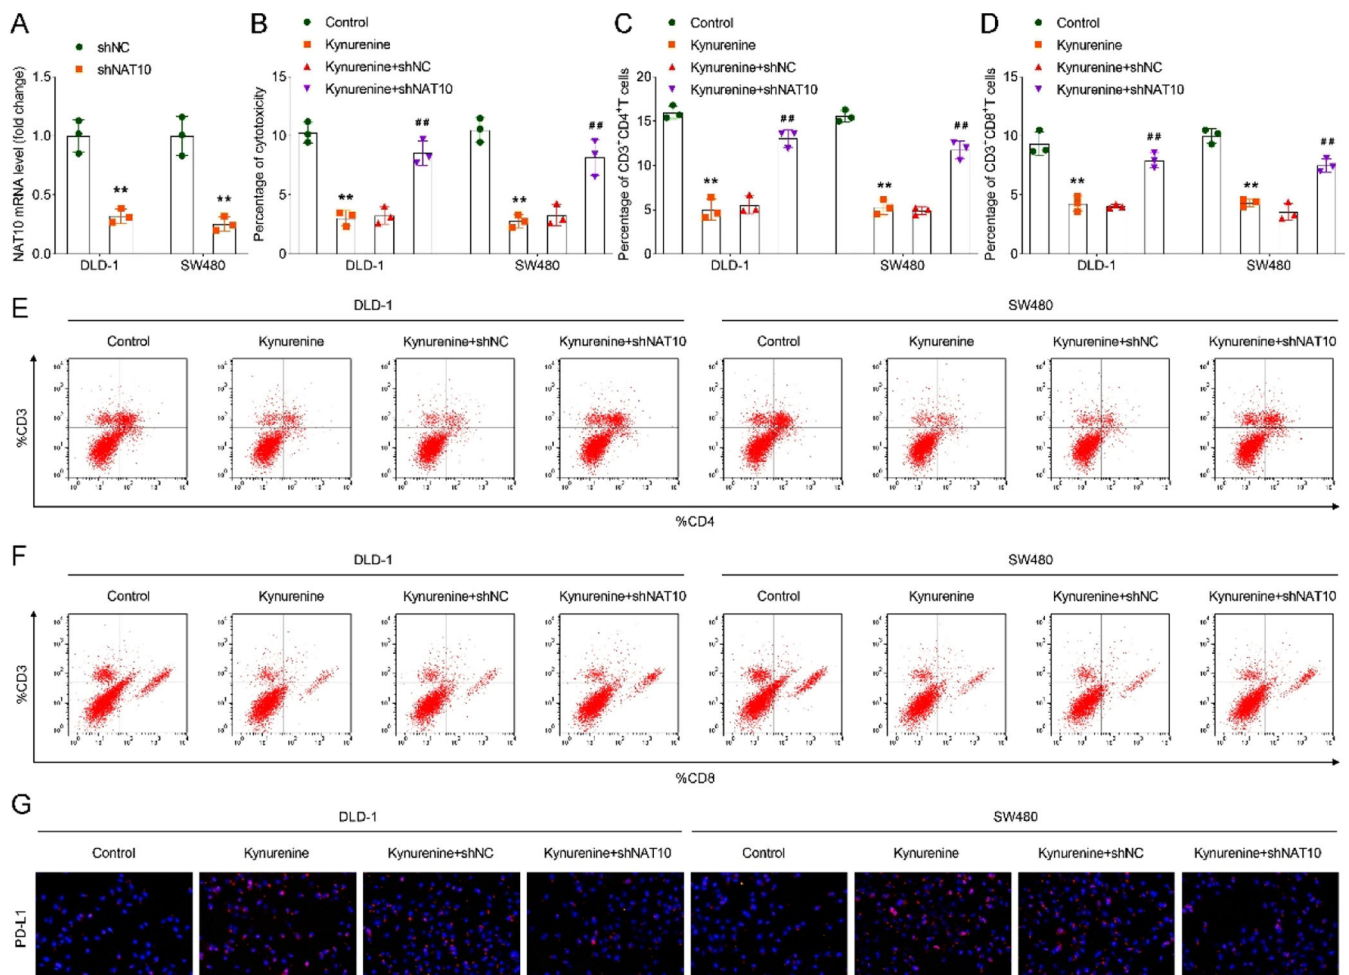 A
shNC
shNAT10
NAT10 mRNA level (fold change)
1.5
1.0
0.5
0.0
**
**
DLD-1
SW480
B
Control
Kynurenine
Kynurenine+shNC
Kynurenine+shNAT10
Percentage of cytotoxicity
15
10
5
0
**
##
**
##
DLD-1
SW480
C
Control
Kynurenine
Kynurenine+shNC
Kynurenine+shNAT10
Percentage of CD3⁺CD4⁺T cells
20
15
10
5
0
**
##
**
##
DLD-1
SW480
D
Control
Kynurenine
Kynurenine+shNC
Kynurenine+shNAT10
Percentage of CD3⁺CD8⁺T cells
15
10
5
0
**
##
**
##
DLD-1
SW480
E
DLD-1
SW480
Control Kynurenine Kynurenine+shNC Kynurenine+shNAT10 Control Kynurenine Kynurenine+shNC Kynurenine+shNAT10
%CD3
%CD4
F
DLD-1
SW480
Control Kynurenine Kynurenine+shNC Kynurenine+shNAT10 Control Kynurenine Kynurenine+shNC Kynurenine+shNAT10
%CD3
%CD8
G
DLD-1
SW480
Control Kynurenine Kynurenine+shNC Kynurenine+shNAT10 Control Kynurenine Kynurenine+shNC Kynurenine+shNAT10
PD-L1